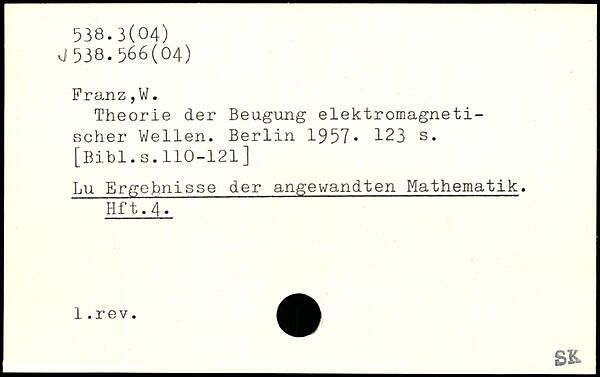 538.3(04)
√538.566(04)
Franz,W.
Theorie der Beugung elektromagneti-
scher Wellen. Berlin 1957. 123 s.
[Bibl.s.110-121]
Lu Ergebnisse der angewandten Mathematik.
Hft.4.
1.rev.
SK